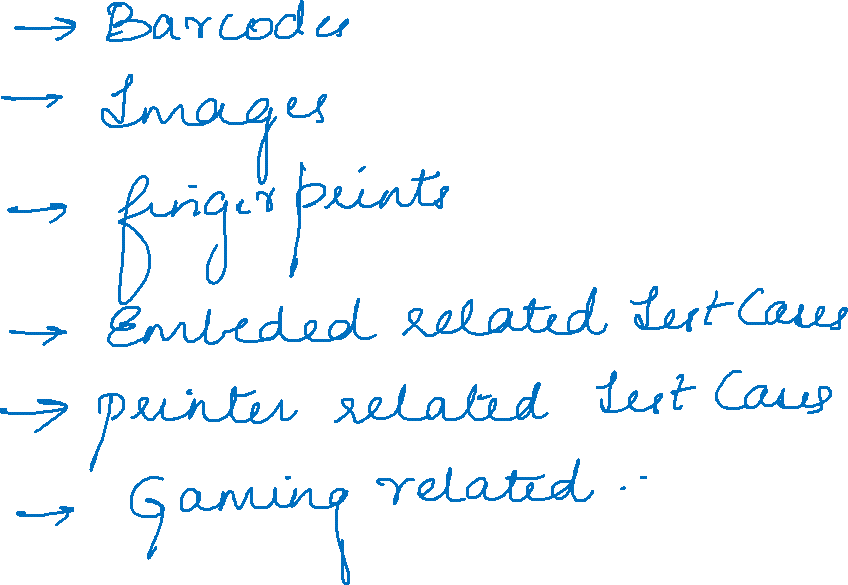 → Barcodes
→ Images
→ fingerprints
→ Embeded related Test Cases
→ printer related Test Cases
→ Gaming related ..